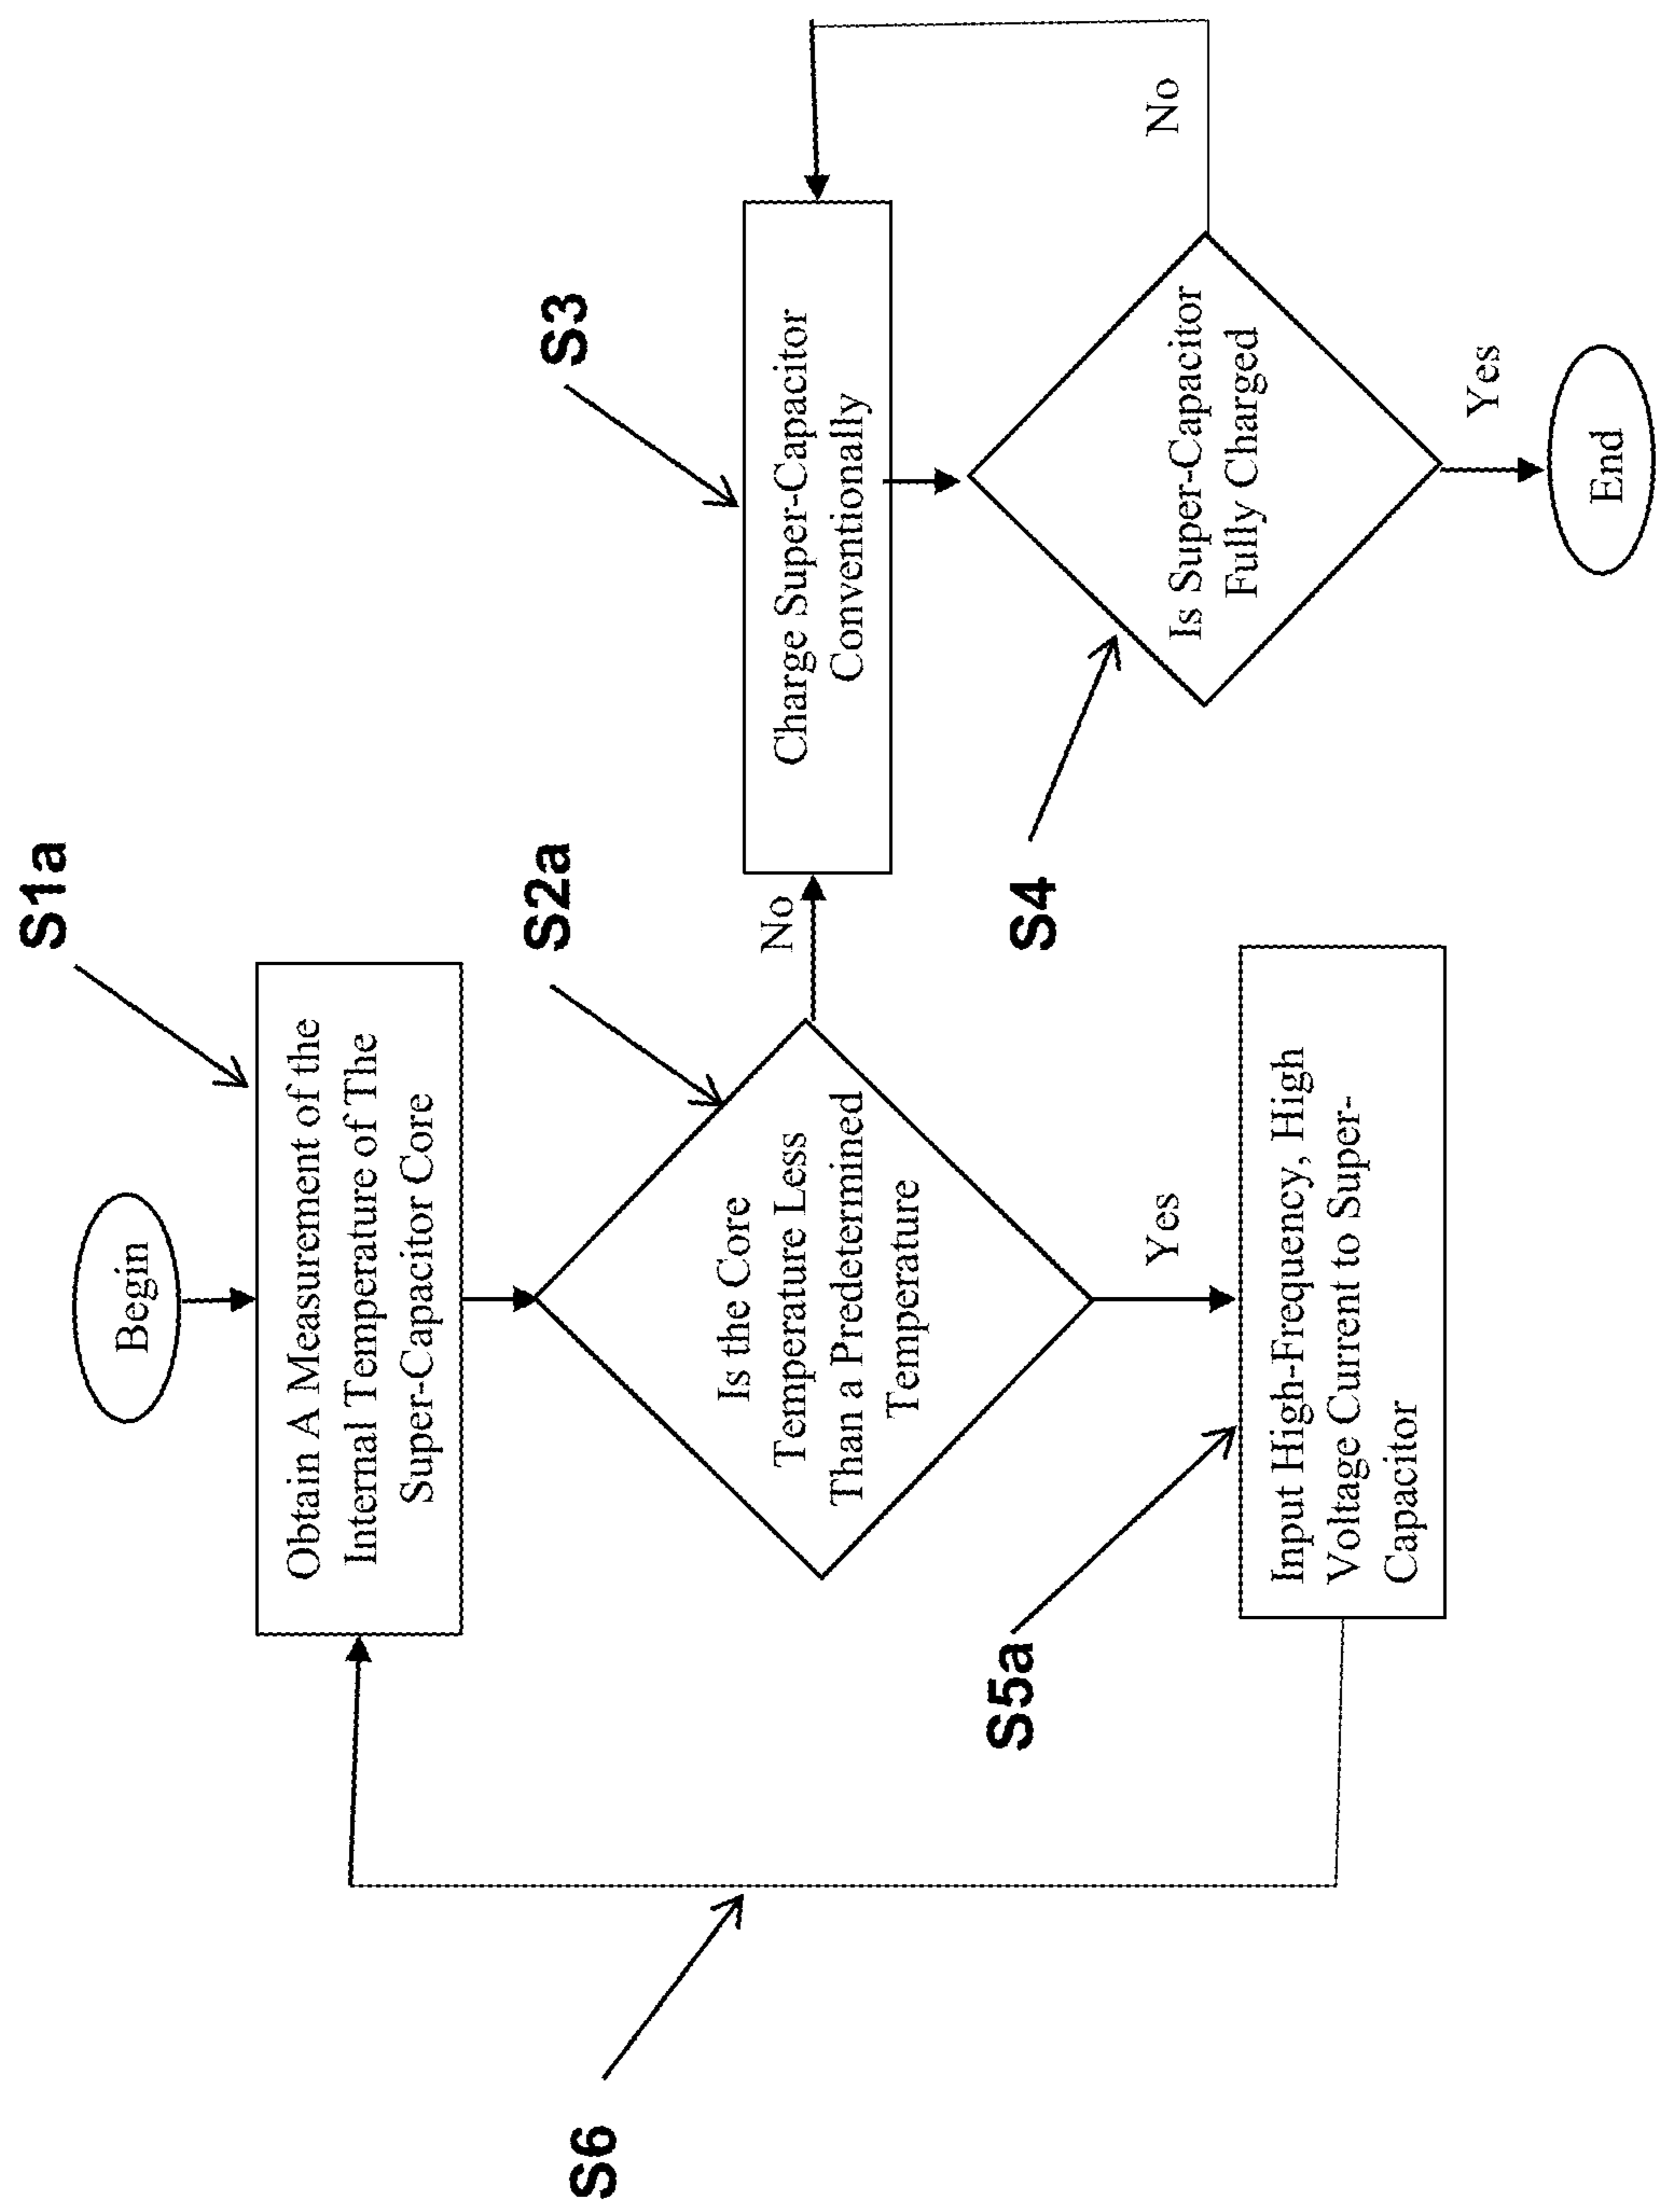 Begin
S1a
Obtain A Measurement of the
Internal Temperature of The
Super-Capacitor Core
S2a
Is the Core
Temperature Less
Than a Predetermined
Temperature
No
Yes
S3
Charge Super-Capacitor
Conventionally
S4
Is Super-Capacitor
Fully Charged
No
Yes
End
S5a
Input High-Frequency, High
Voltage Current to Super-
Capacitor
S6